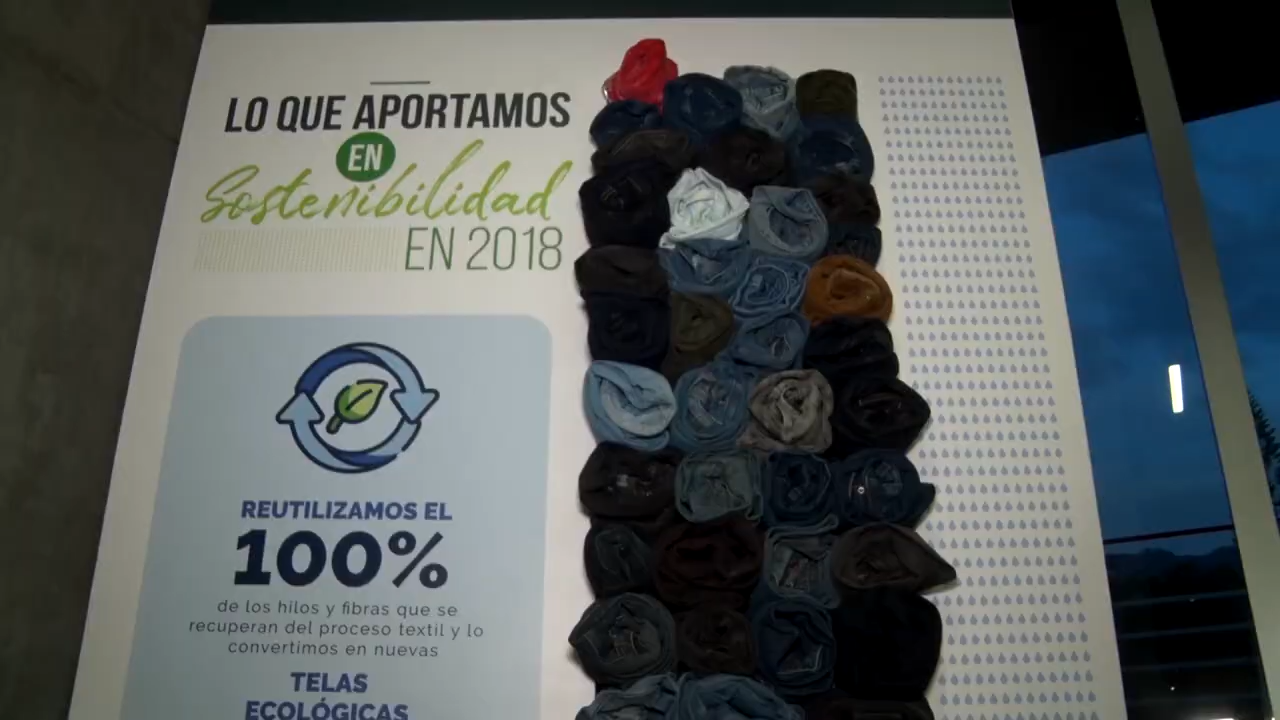 LO QUE APORTAMOS
EN
Sostenibilidad
EN 2018
REUTILIZAMOS EL
100%
de los hilos y fibras que se
recuperan del proceso textil y lo
convertimos en nuevas
TELAS
ECOLÓGICAS